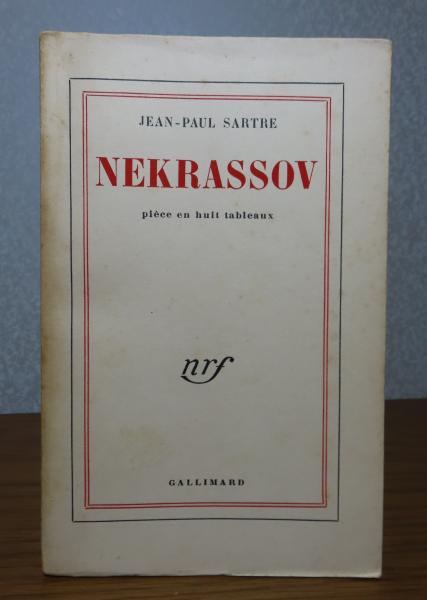 JEAN-PAUL SARTRE
NEKRASSOV
pièce en huit tableaux
nrf
GALLIMARD